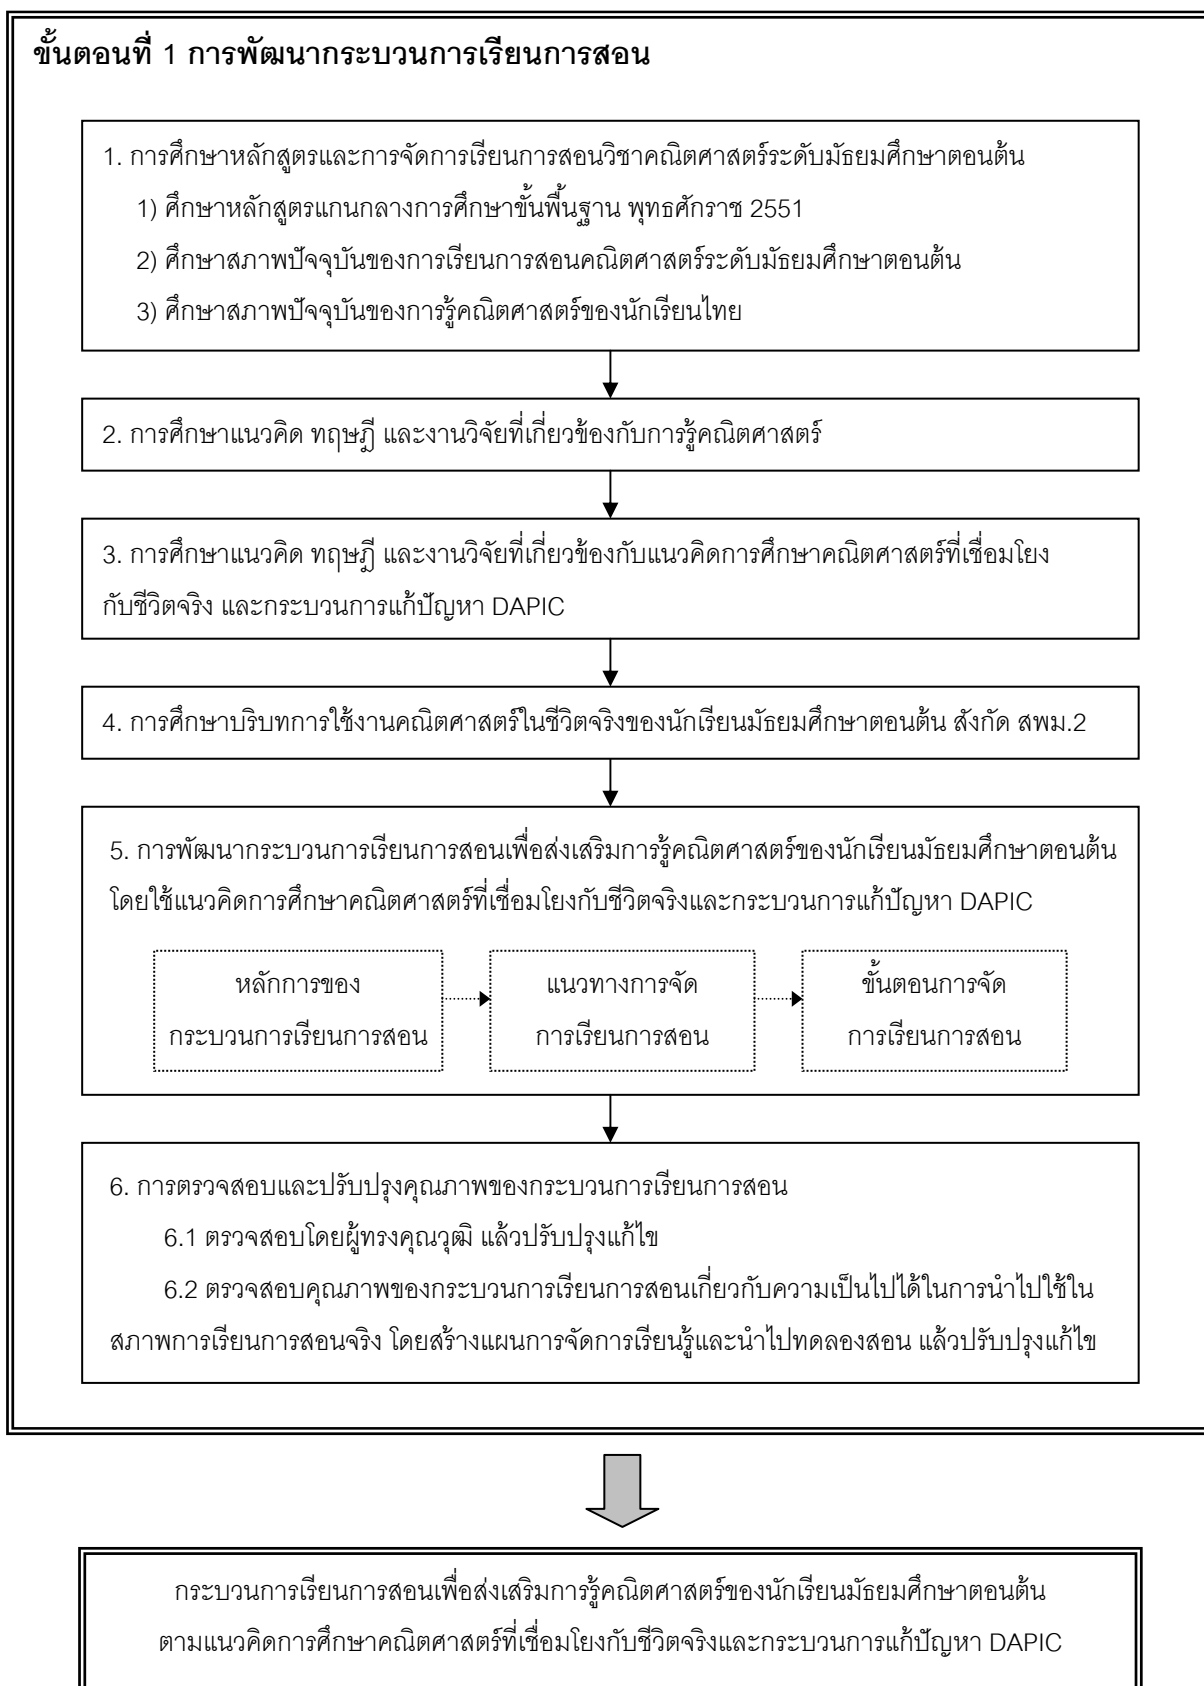 ขั้นตอนที่ 1 การพัฒนากระบวนการเรียนการสอน
1. การศึกษาหลักสูตรและการจัดการเรียนการสอนวิชาคณิตศาสตร์ระดับมัธยมศึกษาตอนต้น
1) ศึกษาหลักสูตรแกนกลางการศึกษาขั้นพื้นฐาน พุทธศักราช 2551
2) ศึกษาสภาพปัจจุบันของการเรียนการสอนคณิตศาสตร์ระดับมัธยมศึกษาตอนต้น
3) ศึกษาสภาพปัจจุบันของการรู้คณิตศาสตร์ของนักเรียนไทย
2. การศึกษาแนวคิด ทฤษฎี และงานวิจัยที่เกี่ยวข้องกับการรู้คณิตศาสตร์
3. การศึกษาแนวคิด ทฤษฎี และงานวิจัยที่เกี่ยวข้องกับแนวคิดการศึกษาคณิตศาสตร์ที่เชื่อมโยง
กับชีวิตจริง และกระบวนการแก้ปัญหา DAPIC
4. การศึกษาบริบทการใช้งานคณิตศาสตร์ในชีวิตจริงของนักเรียนมัธยมศึกษาตอนต้น สังกัด สพม.2
5. การพัฒนากระบวนการเรียนการสอนเพื่อส่งเสริมการรู้คณิตศาสตร์ของนักเรียนมัธยมศึกษาตอนต้น
โดยใช้แนวคิดการศึกษาคณิตศาสตร์ที่เชื่อมโยงกับชีวิตจริงและกระบวนการแก้ปัญหา DAPIC
หลักการของ
กระบวนการเรียนการสอน
แนวทางการจัด
การเรียนการสอน
ขั้นตอนการจัด
การเรียนการสอน
6. การตรวจสอบและปรับปรุงคุณภาพของกระบวนการเรียนการสอน
6.1 ตรวจสอบโดยผู้ทรงคุณวุฒิ แล้วปรับปรุงแก้ไข
6.2 ตรวจสอบคุณภาพของกระบวนการเรียนการสอนเกี่ยวกับความเป็นไปได้ในการนำไปใช้ใน
สภาพการเรียนการสอนจริง โดยสร้างแผนการจัดการเรียนรู้และนำไปทดลองสอน แล้วปรับปรุงแก้ไข
กระบวนการเรียนการสอนเพื่อส่งเสริมการรู้คณิตศาสตร์ของนักเรียนมัธยมศึกษาตอนต้น
ตามแนวคิดการศึกษาคณิตศาสตร์ที่เชื่อมโยงกับชีวิตจริงและกระบวนการแก้ปัญหา DAPIC